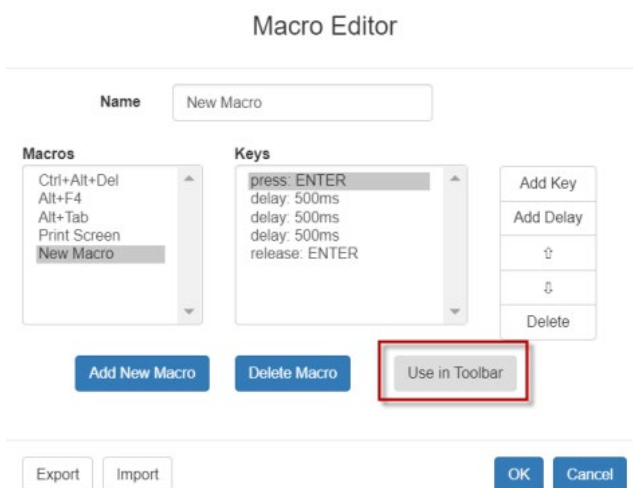 Macro Editor
Name
New Macro
Macros
Keys
Ctrl+Alt+Del
Alt+F4
Alt+Tab
Print Screen
New Macro
press: ENTER
delay: 500ms
delay: 500ms
delay: 500ms
release: ENTER
Add Key
Add Delay
⇧
⇩
Delete
Add New Macro
Delete Macro
Use in Toolbar
Export
Import
OK
Cancel